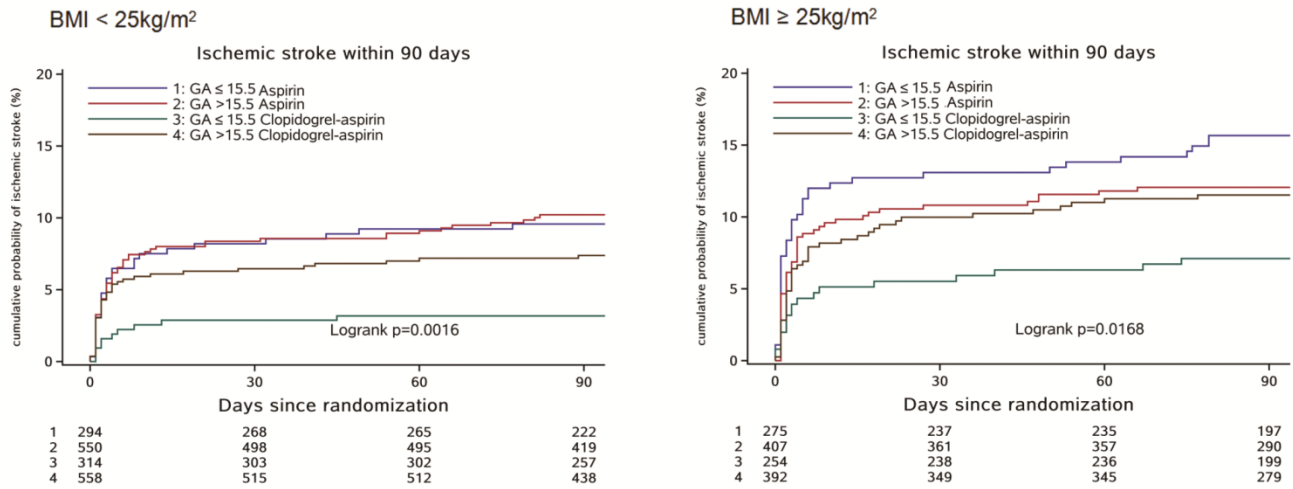 BMI < 25kg/m²
Ischemic stroke within 90 days
cumulative probability of ischemic stroke (%)
20
15
10
5
0
1: GA ≤ 15.5 Aspirin
2: GA >15.5 Aspirin
3: GA ≤ 15.5 Clopidogrel-aspirin
4: GA >15.5 Clopidogrel-aspirin
Logrank p=0.0016
0 30 60 90
Days since randomization
1 294 268 265 222
2 550 498 495 419
3 314 303 302 257
4 558 515 512 438
BMI ≥ 25kg/m²
Ischemic stroke within 90 days
cumulative probability of ischemic stroke (%)
20
15
10
5
0
1: GA ≤ 15.5 Aspirin
2: GA >15.5 .Aspirin
3: GA ≤ 15.5 Clopidogrel-aspirin
4: GA >15.5 Clopidogrel-aspirin
Logrank p=0.0168
0 30 60 90
Days since randomization
1 275 237 235 197
2 407 361 357 290
3 254 238 236 199
4 392 349 345 279